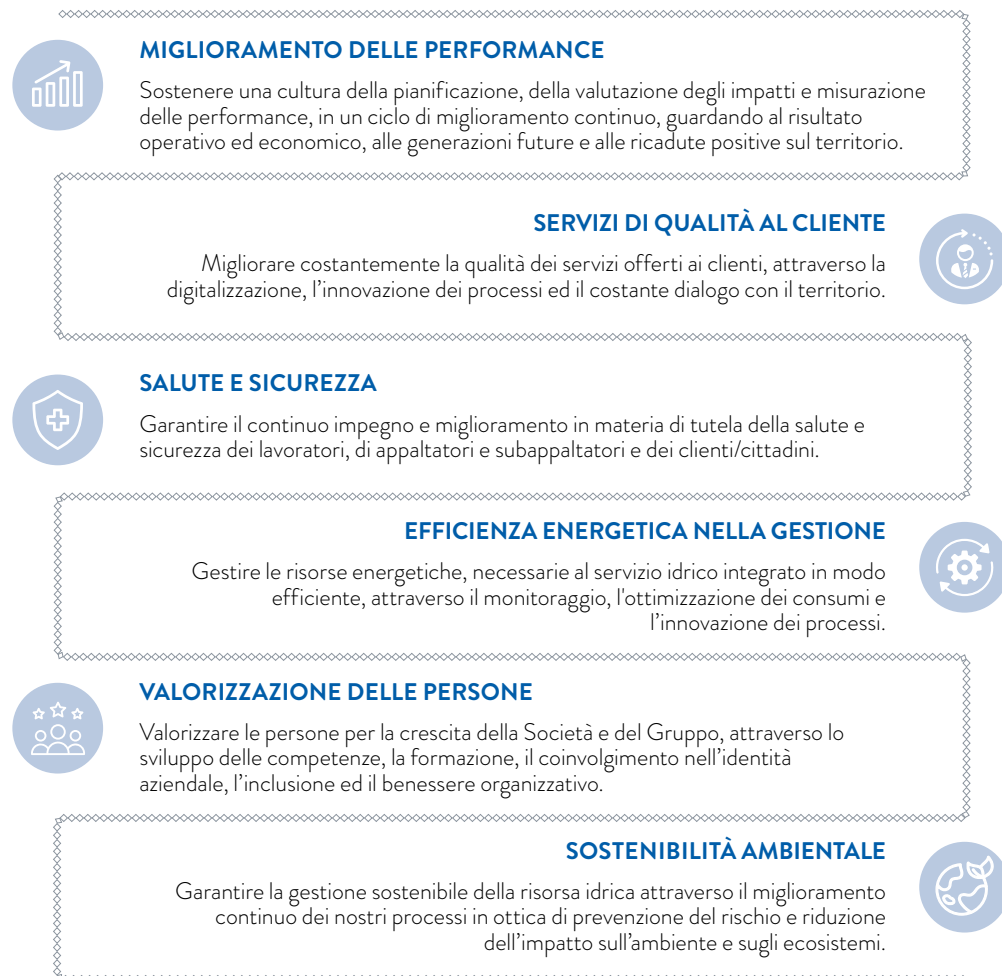 MIGLIORAMENTO DELLE PERFORMANCE
Sostenere una cultura della pianificazione, della valutazione degli impatti e misurazione
delle performance, in un ciclo di miglioramento continuo, guardando al risultato
operativo ed economico, alle generazioni future e alle ricadute positive sul territorio.
SERVIZI DI QUALITÀ AL CLIENTE
Migliorare costantemente la qualità dei servizi offerti ai clienti, attraverso la
digitalizzazione, l’innovazione dei processi ed il costante dialogo con il territorio.
SALUTE E SICUREZZA
Garantire il continuo impegno e miglioramento in materia di tutela della salute e
sicurezza dei lavoratori, di appaltatori e subappaltatori e dei clienti/cittadini.
EFFICIENZA ENERGETICA NELLA GESTIONE
Gestire le risorse energetiche, necessarie al servizio idrico integrato in modo
efficiente, attraverso il monitoraggio, l'ottimizzazione dei consumi e
l’innovazione dei processi.
VALORIZZAZIONE DELLE PERSONE
Valorizzare le persone per la crescita della Società e del Gruppo, attraverso lo
sviluppo delle competenze, la formazione, il coinvolgimento nell’identità
aziendale, l’inclusione ed il benessere organizzativo.
SOSTENIBILITÀ AMBIENTALE
Garantire la gestione sostenibile della risorsa idrica attraverso il miglioramento
continuo dei nostri processi in ottica di prevenzione del rischio e riduzione
dell’impatto sull’ambiente e sugli ecosistemi.